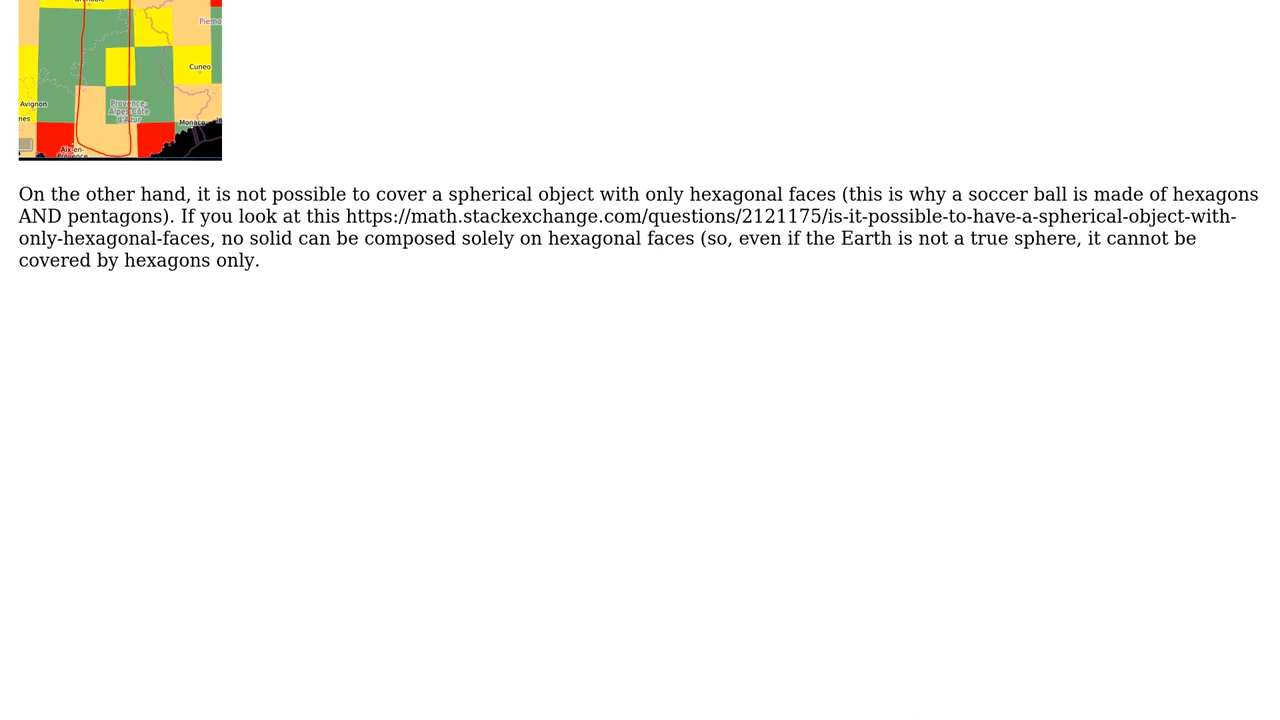 Piemo
Cuneo
Avignon
Provence-
Alpes-Côte
d'Azur
nes
Monaco
Aix-en-
Provence
On the other hand, it is not possible to cover a spherical object with only hexagonal faces (this is why a soccer ball is made of hexagons
AND pentagons). If you look at this https://math.stackexchange.com/questions/2121175/is-it-possible-to-have-a-spherical-object-with-
only-hexagonal-faces, no solid can be composed solely on hexagonal faces (so, even if the Earth is not a true sphere, it cannot be
covered by hexagons only.